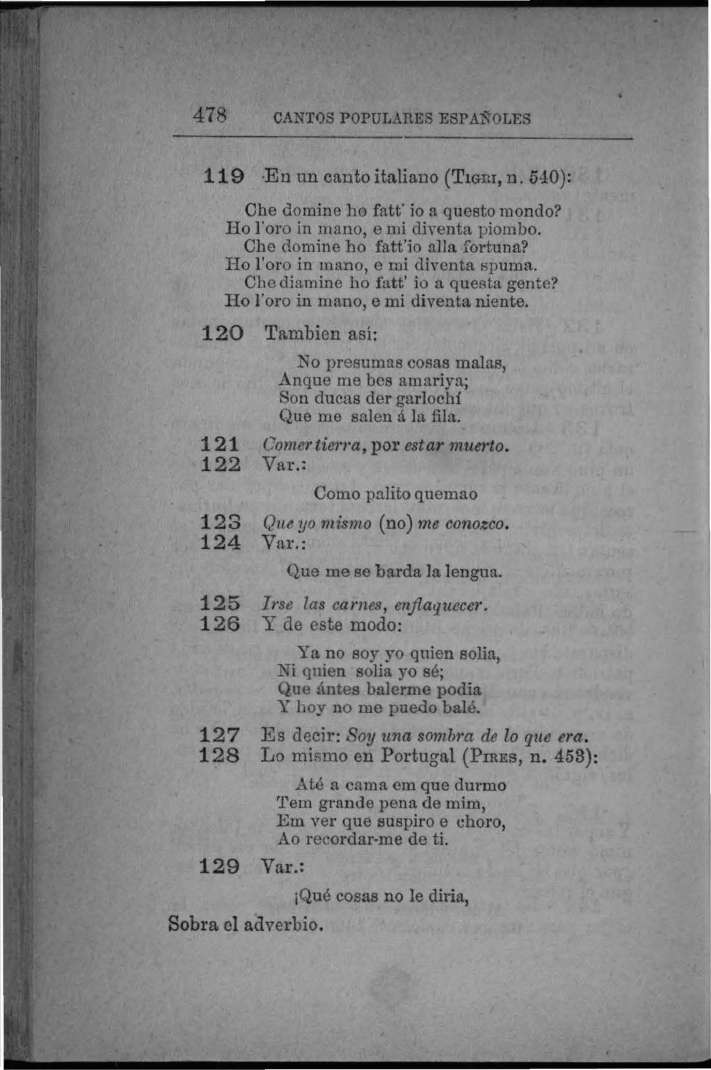 478 CANTOS POPULARES ESPAÑOLES
119 En un canto italiano (TIGRI, n. 540):
Che domine ho fatt' io a questo mondo?
Ho l'oro in mano, e mi diventa piombo.
Che domine ho fatt'io alla fortuna?
Ho l'oro in mano, e mi diventa spuma.
Che diamine ho fatt' io a questa gente?
Ho l'oro in mano, e mi diventa niente.
120 Tambien así:
No presumas cosas malas,
Anque me bes amariya;
Son ducas der garlochí
Que me salen á la fila.
121 Comer tierra, por estar muerto.
122 Var.:
Como palito quemao
123 Que yo mismo (no) me conozco.
124 Var.:
Que me se barda la lengua.
125 Irse las carnes, enflaquecer.
126 Y de este modo:
Ya no soy yo quien solia,
Ni quien solia yo sé;
Que ántes balerme podia
Y hoy no me puedo balé.
127 Es decir: Soy una sombra de lo que era.
128 Lo mismo en Portugal (PIRES, n. 453):
Até a cama em que durmo
Tem grande pena de mim,
Em ver que suspiro e choro,
Ao recordar-me de ti.
129 Var.:
¡Qué cosas no le diria,
Sobra el adverbio.